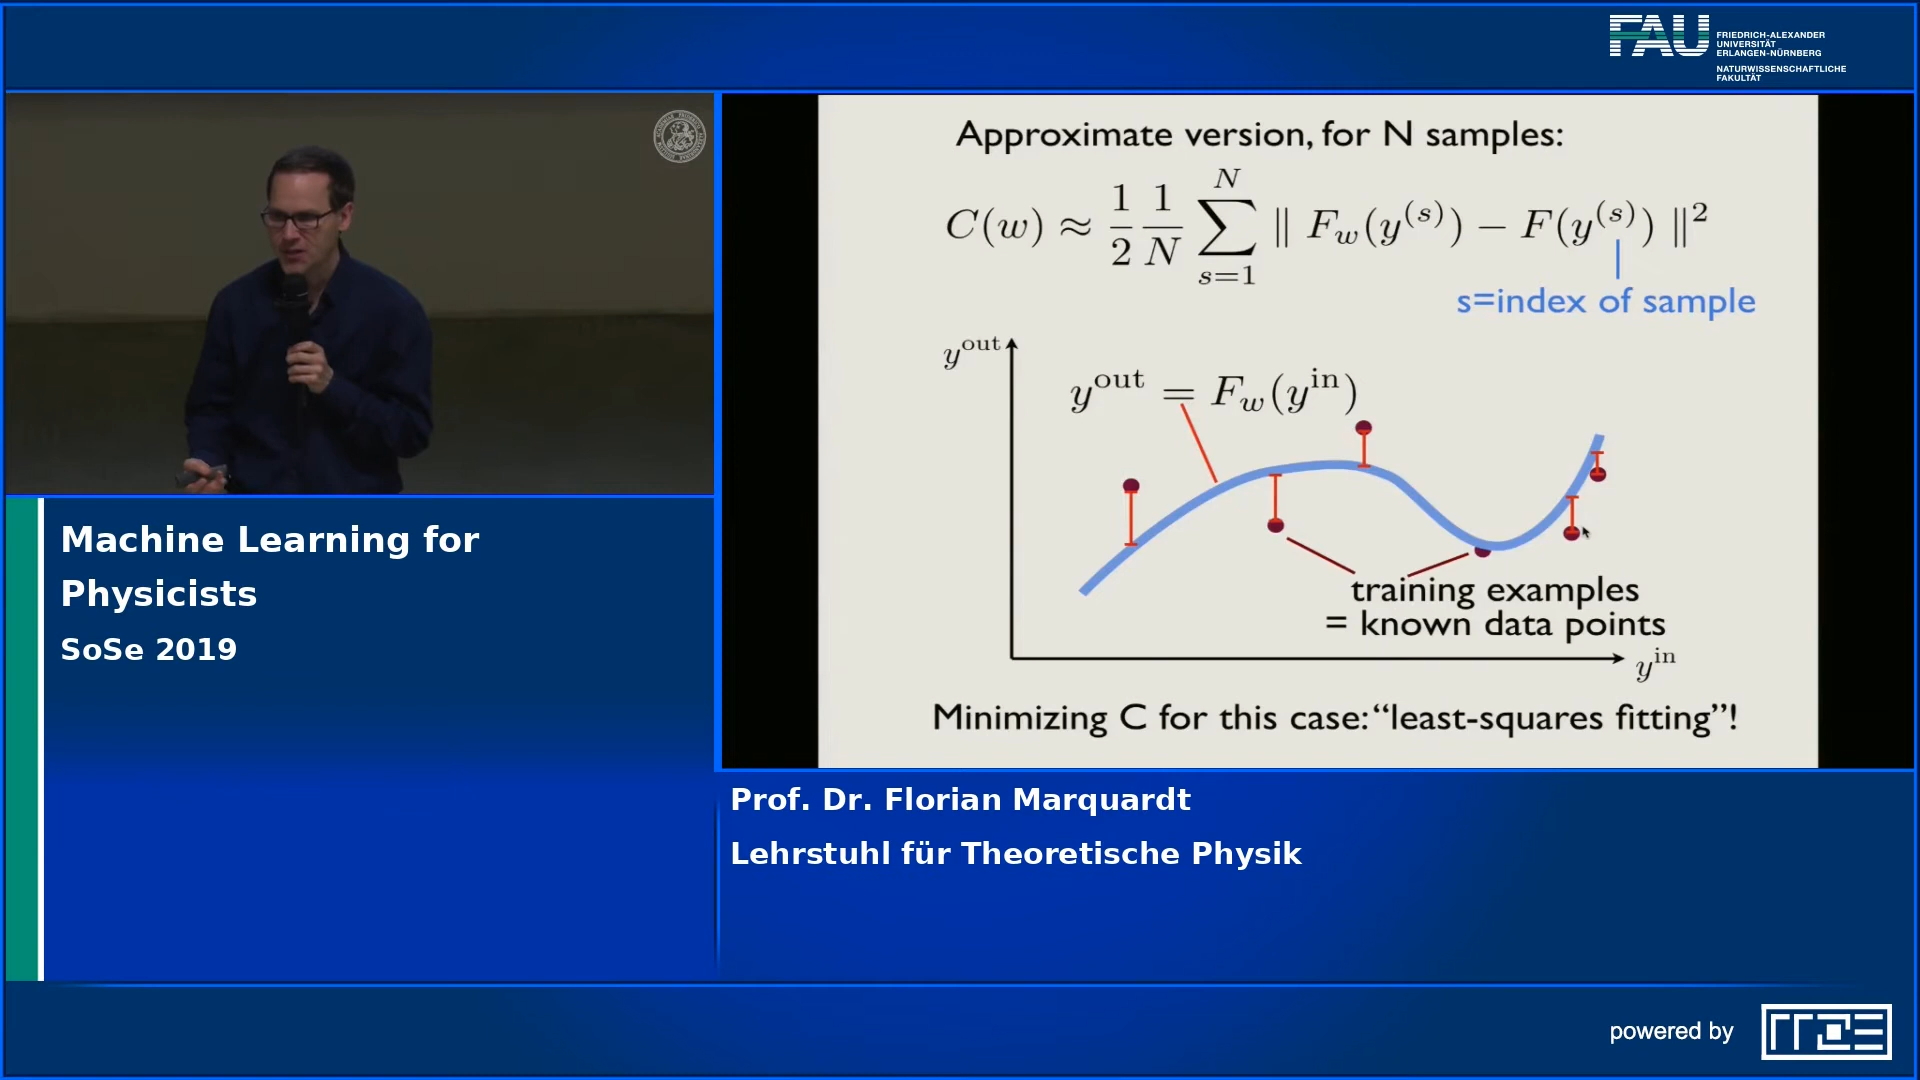 FAU
FRIEDRICH-ALEXANDER
UNIVERSITÄT
ERLANGEN-NÜRNBERG
NATURWISSENSCHAFTLICHE
FAKULTÄT
Approximate version, for N samples:
C(w) ≈ 1/2 1/N ∑_{s=1}^{N} ‖ F_w(y^{(s)}) − F(y^{(s)}) ‖²
s=index of sample
y^{out}
y^{out} = F_w(y^{in})
training examples
= known data points
y^{in}
Minimizing C for this case: “least-squares fitting”!
Machine Learning for
Physicists
SoSe 2019
Prof. Dr. Florian Marquardt
Lehrstuhl für Theoretische Physik
powered by